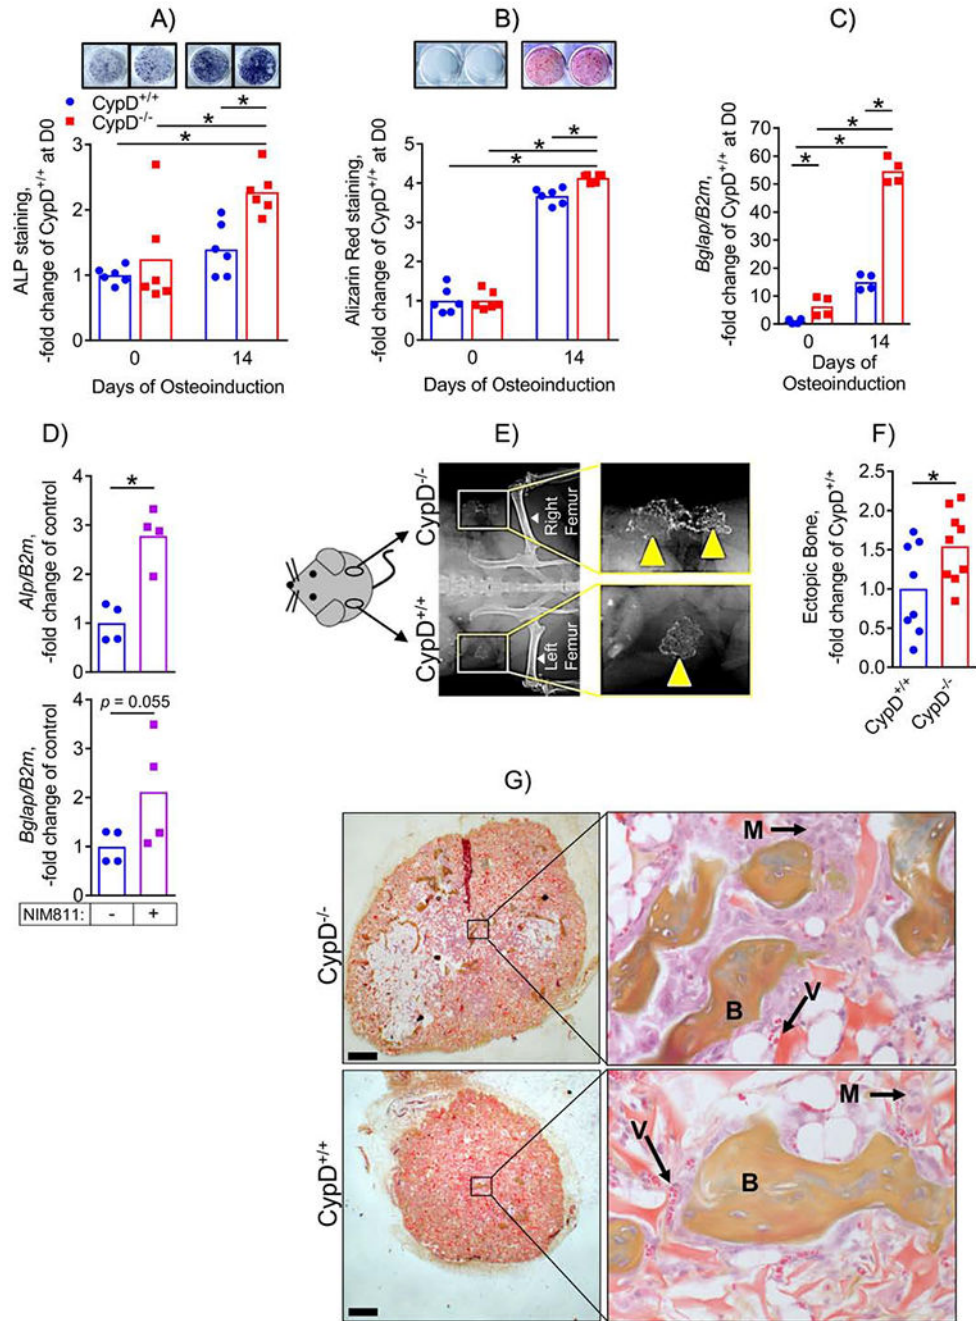 A)
CypD+/+
CypD-/-
*
*
*
ALP staining,
-fold change of CypD+/+ at D0
3
2
1
0
0
14
Days of Osteoinduction
B)
*
*
*
Alizarin Red staining,
-fold change of CypD+/+ at D0
5
4
3
2
1
0
0
14
Days of Osteoinduction
C)
*
*
*
*
Bglap/B2m,
-fold change of CypD+/+ at D0
70
60
50
40
30
20
10
0
0
14
Days of
Osteoinduction
D)
*
Alp/B2m,
-fold change of control
4
3
2
1
0
p = 0.055
Bglap/B2m,
-fold change of control
4
3
2
1
0
NIM811: - +
E)
CypD-/-
CypD+/+
Right
Femur
Left
Femur
F)
*
Ectopic Bone,
-fold change of CypD+/+
2.5
2.0
1.5
1.0
0.5
0.0
CypD+/+
CypD-/-
G)
CypD-/-
M
B
V
CypD+/+
M
V
B